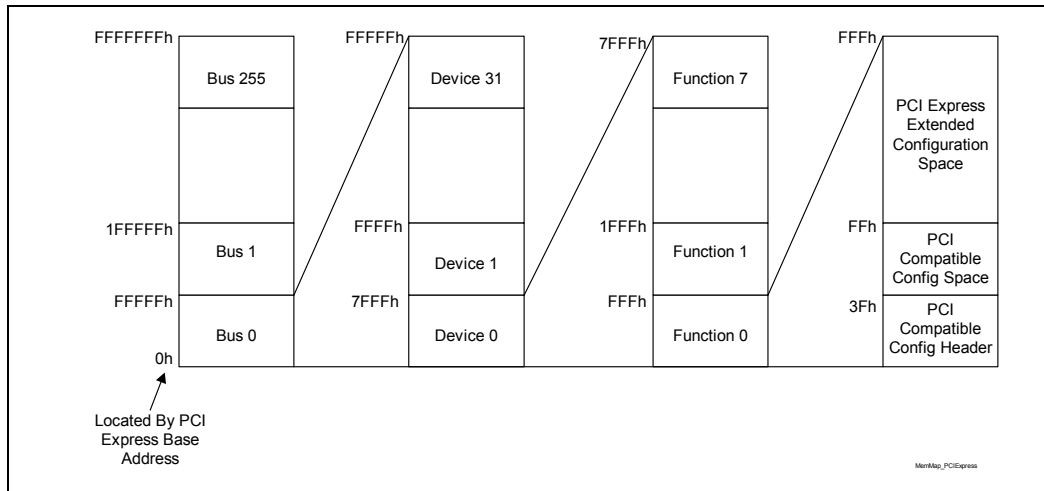 FFFFFFFh
Bus 255
1FFFFFh
Bus 1
FFFFFh
Bus 0
0h
Located By PCI
Express Base
Address
FFFFFh
Device 31
FFFFh
Device 1
7FFFh
Device 0
7FFFh
Function 7
1FFFh
Function 1
FFFh
Function 0
FFFh
PCI Express
Extended
Configuration
Space
FFh
PCI
Compatible
Config Space
3Fh
PCI
Compatible
Config Header
MemMap_PCIExpress